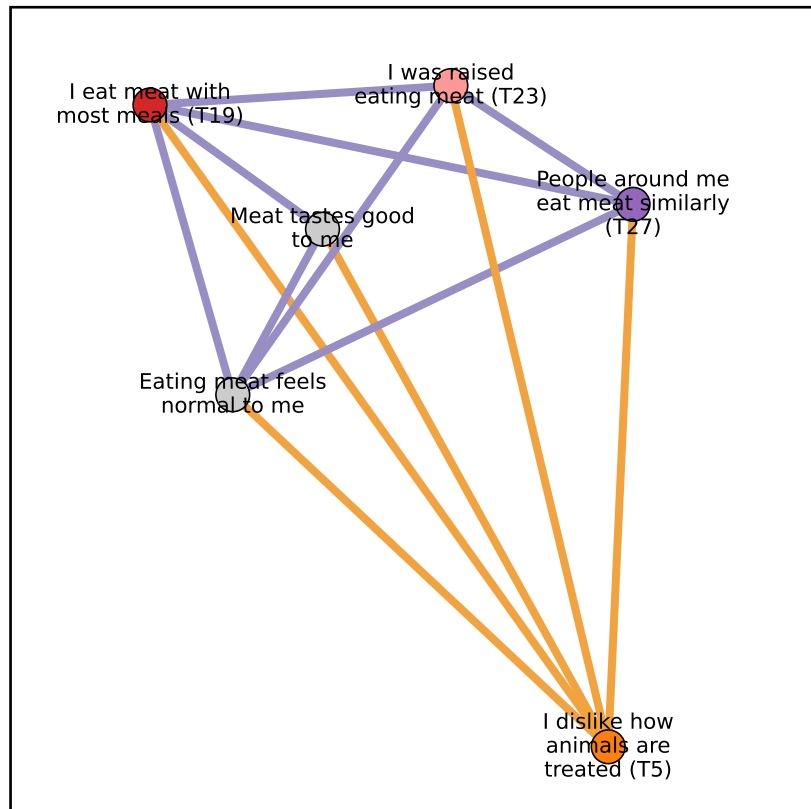 I was raised
eating meat (T23)
I eat meat with
most meals (T19)
People around me
eat meat similarly
(T27)
Meat tastes good
to me
Eating meat feels
normal to me
I dislike how
animals are
treated (T5)